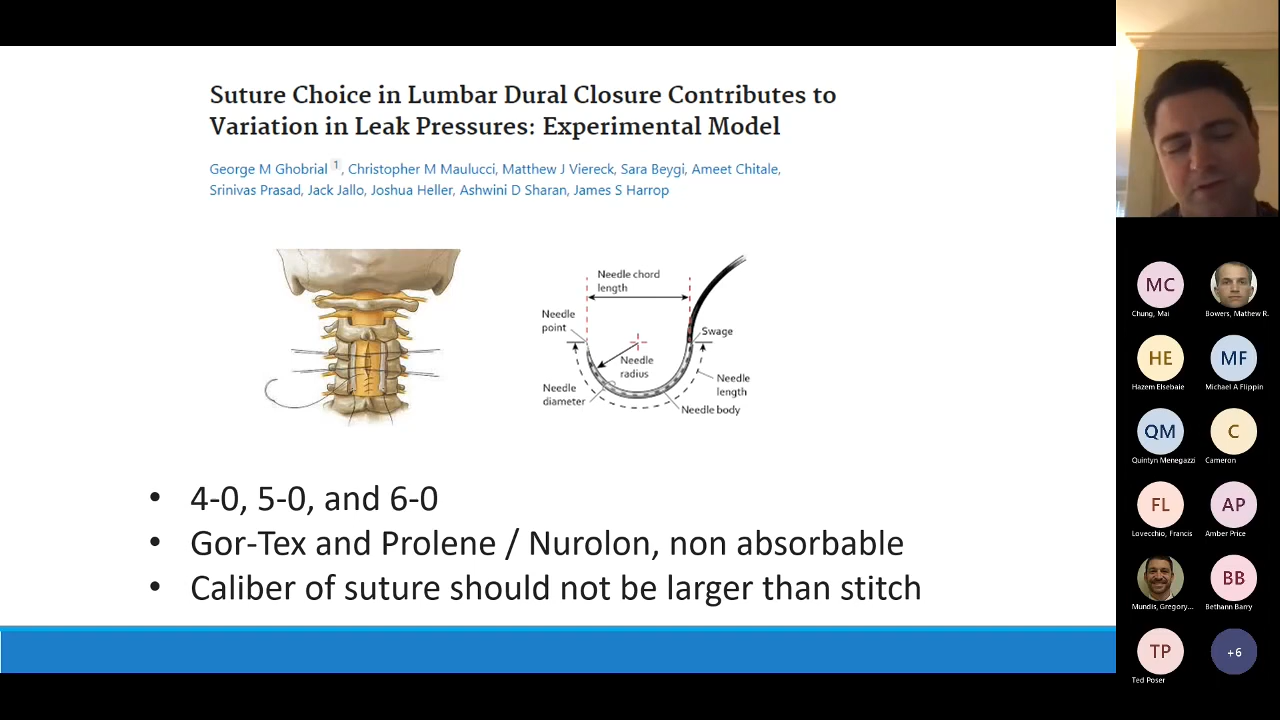 Suture Choice in Lumbar Dural Closure Contributes to
Variation in Leak Pressures: Experimental Model
George M Ghobrial 1, Christopher M Maulucci, Matthew J Viereck, Sara Beygi, Ameet Chitale,
Srinivas Prasad, Jack Jallo, Joshua Heller, Ashwini D Sharan, James S Harrop
Needle chord
length
Needle
point
Swage
Needle
radius
Needle
diameter
Needle
length
Needle body
• 4-0, 5-0, and 6-0
• Gor-Tex and Prolene / Nurolon, non absorbable
• Caliber of suture should not be larger than stitch
MC
Chung, Mai
Bowers, Mathew R.
HE
Hazem Elsebaie
MF
Michael A Flippin
QM
Quintyn Menegazzi
C
Cameron
FL
Lovecchio, Francis
AP
Amber Price
Mundis, Gregory...
BB
Bethann Barry
TP
Ted Poser
+6